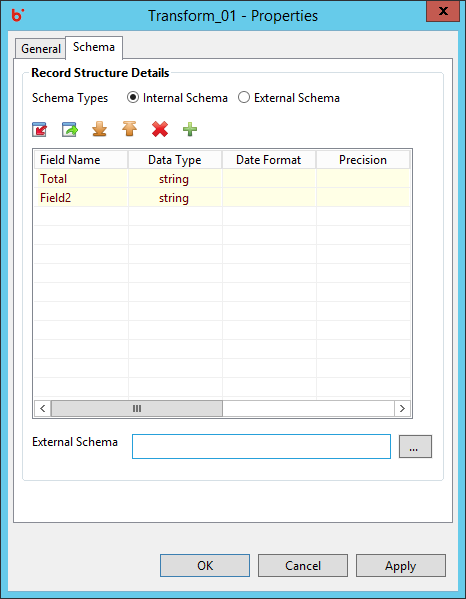 Transform_01 - Properties
General Schema
Record Structure Details
Schema Types Internal Schema External Schema
Field Name Data Type Date Format Precision
Total string
Field2 string
External Schema ...
OK Cancel Apply